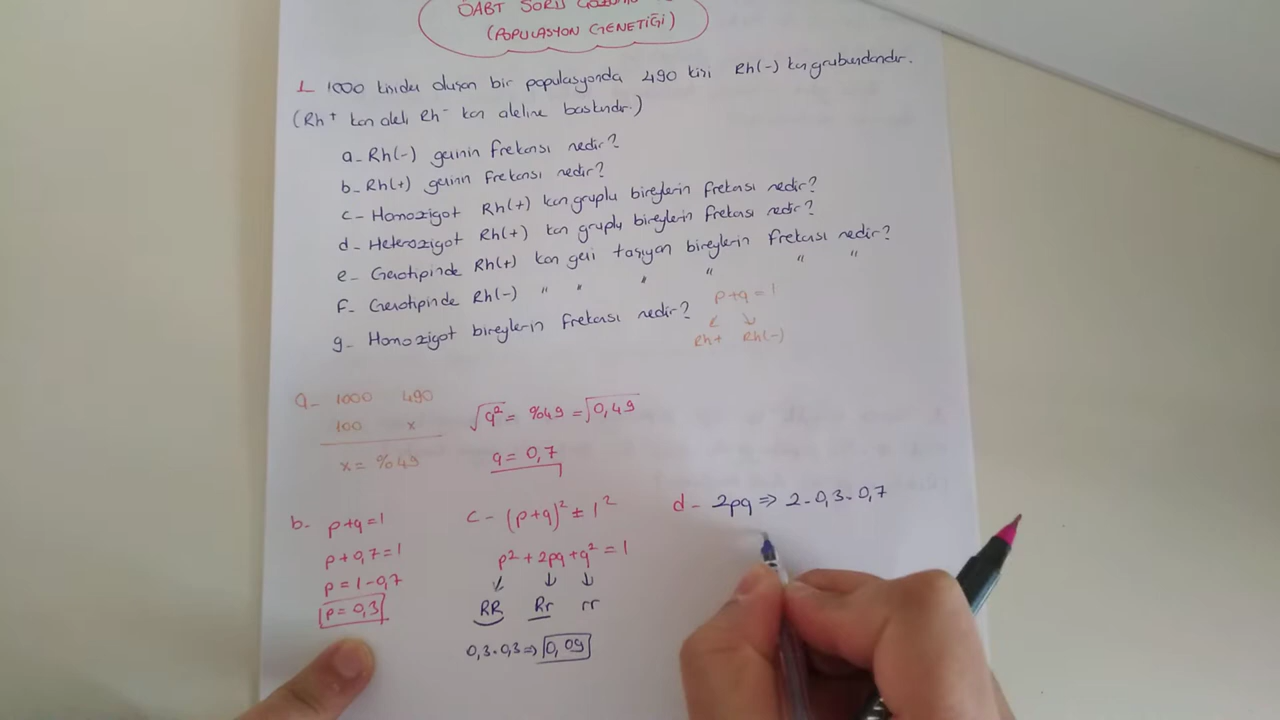 ÖABT SORU ÇÖZÜMÜ
(POPULASYON GENETİĞİ)
1 1000 kişiden oluşan bir populasyonda 490 kişi Rh(-) kan grubundandır.
(Rh⁺ kan aleli Rh⁻ kan aleline baskındır.)
a- Rh(-) geninin frekansı nedir?
b- Rh(+) geninin frekansı nedir?
c- Homozigot Rh(+) kan gruplu bireylerin frekansı nedir?
d- Heterozigot Rh(+) kan gruplu bireylerin frekansı nedir?
e- Genotipinde Rh(+) kan geni taşıyan bireylerin frekansı nedir?
f- Genotipinde Rh(-) " " " " " "
g- Homozigot bireylerin frekansı nedir?
p+q=1
Rh+ Rh(-)
a- 1000 490
100 x
x = %49
√q² = %49 = √0,49
q = 0,7
b. p+q=1
p+0,7=1
p=1-0,7
p=0,3
c- (p+q)² = 1²
p² + 2pq + q² = 1
RR Rr rr
0,3.0,3 ⇒ 0,09
d- 2pq ⇒ 2.0,3.0,7